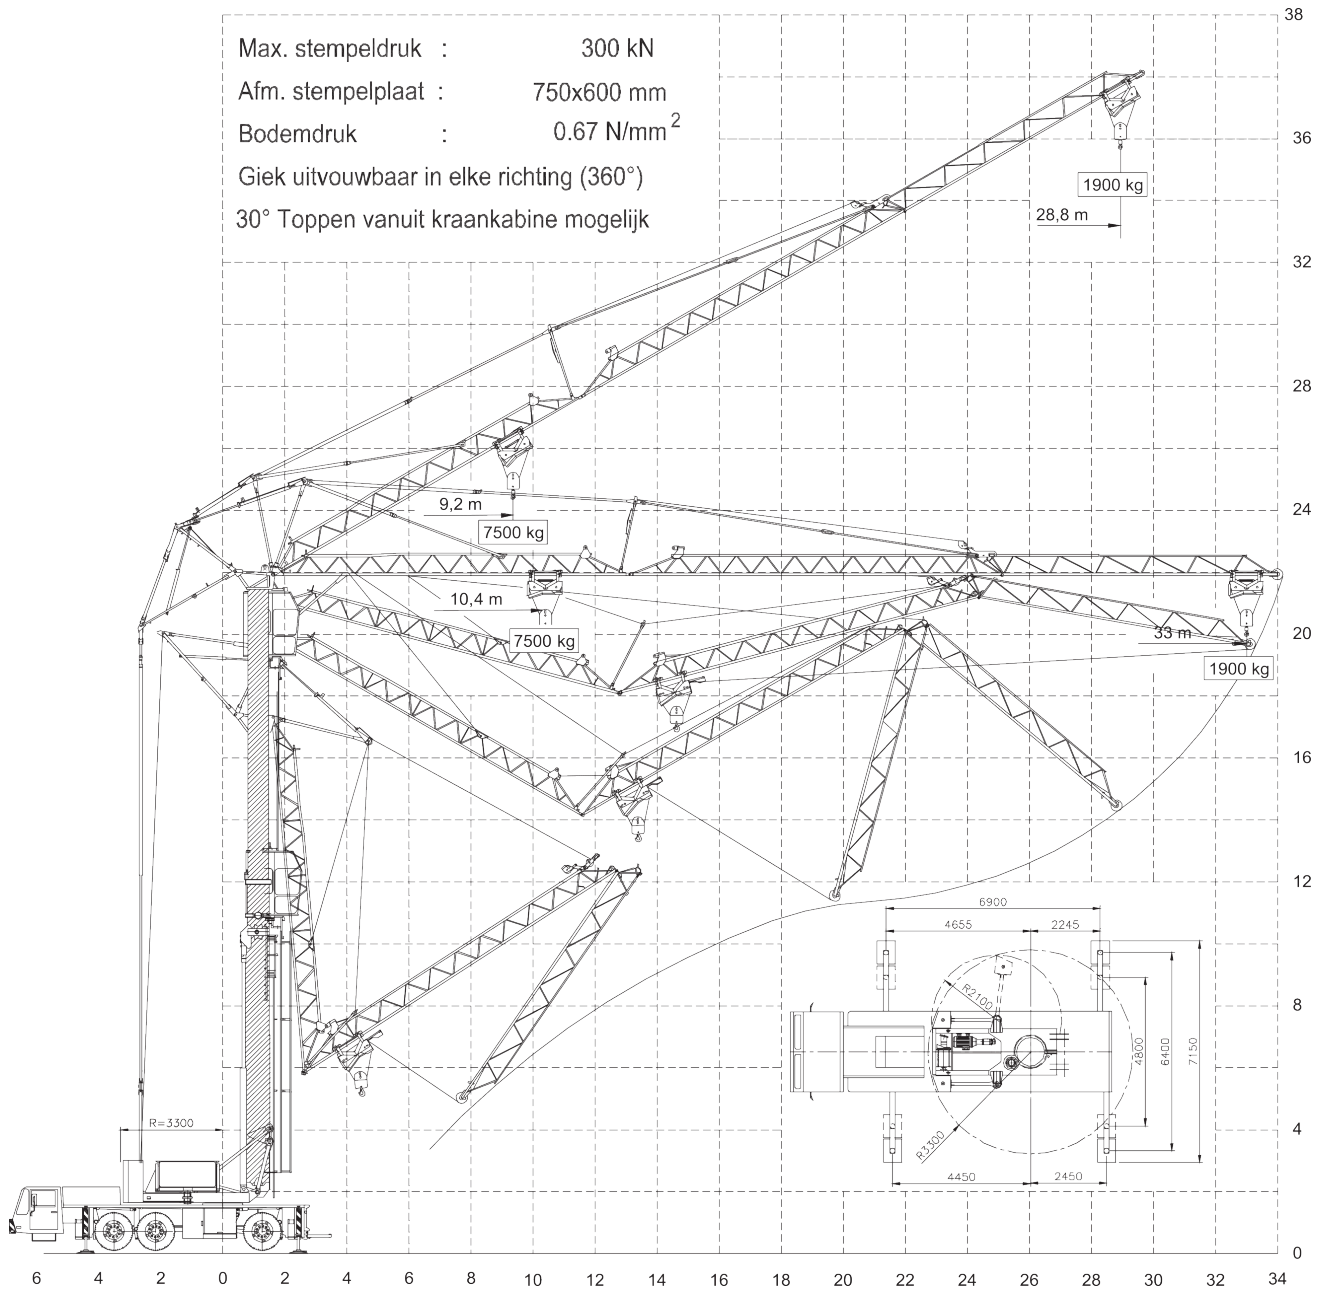 38
Max. stempeldruk : 300 kN
Afm. stempelplaat : 750x600 mm
Bodemdruk : 0.67 N/mm²
Giek uitvouwbaar in elke richting (360°)
30° Toppen vanuit kraankabine mogelijk
36
1900 kg
28,8 m
32
28
9,2 m
24
7500 kg
10,4 m
7500 kg
20
33 m
1900 kg
16
12
6900
4655
2245
8
R2100
4800
6400
7150
R=3300
4
R3300
4450
2450
0
6 4 2 0 2 4 6 8 10 12 14 16 18 20 22 24 26 28 30 32 34